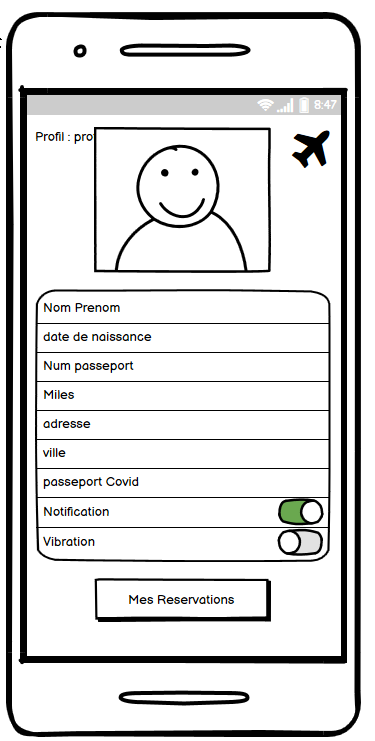 8:47
Profil :
Nom Prenom
date de naissance
Num passeport
Miles
adresse
ville
passeport Covid
Notification
Vibration
Mes Reservations